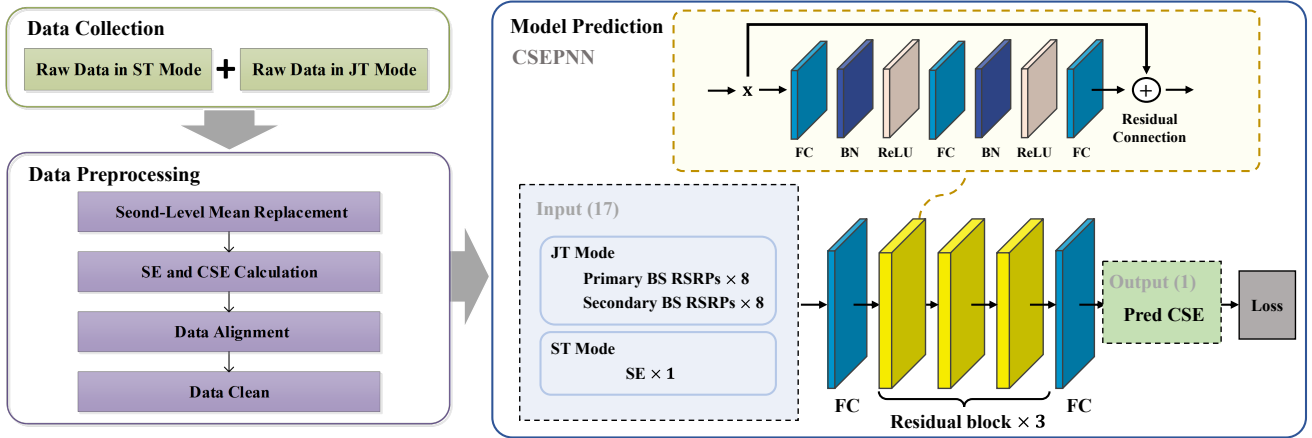 Data Collection
Raw Data in ST Mode + Raw Data in JT Mode
Data Preprocessing
Seond-Level Mean Replacement
SE and CSE Calculation
Data Alignment
Data Clean
Model Prediction
CSEPNN
x
+
FC BN ReLU FC BN ReLU FC
Residual
Connection
Input (17)
JT Mode
Primary BS RSRPs × 8
Secondary BS RSRPs × 8
ST Mode
SE × 1
FC
Residual block × 3
FC
Output (1)
Pred CSE
Loss